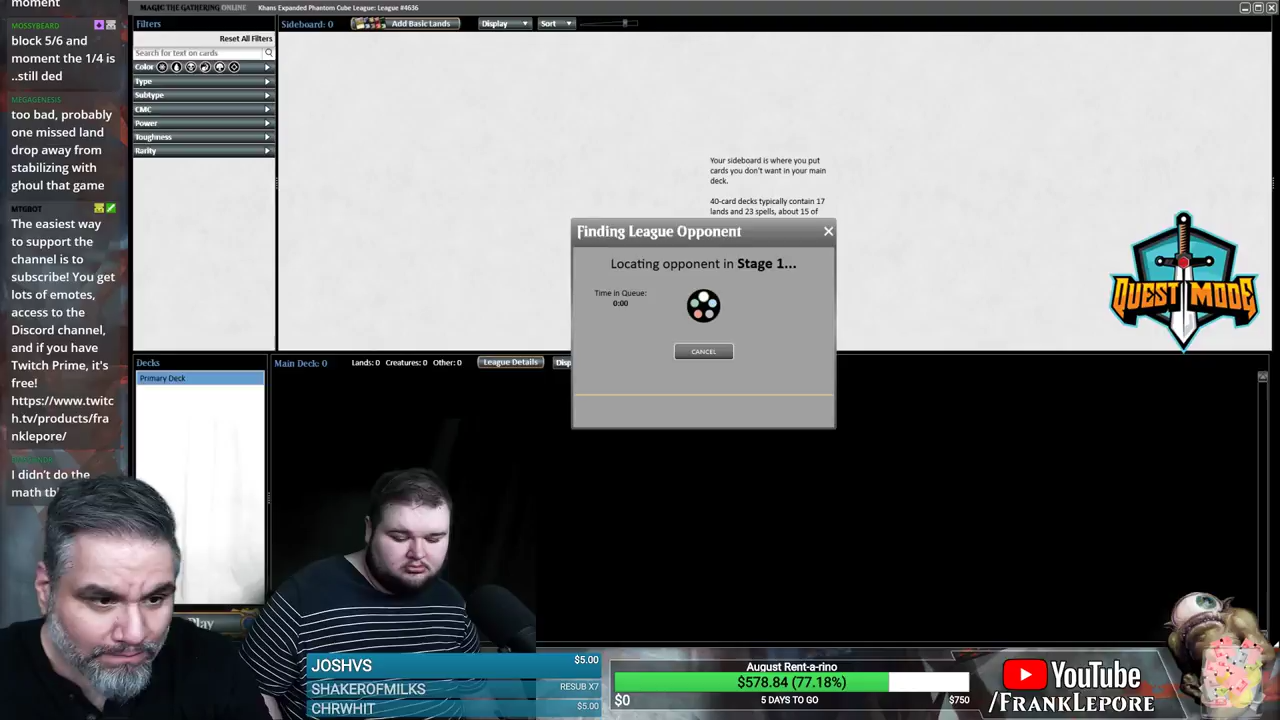 moment
MOSSYBEARD
block 5/6 and
moment the 1/4 is
..still ded
MEGAGENESIS
too bad, probably
one missed land
drop away from
stabilizing with
ghoul that game
MTGBOT
The easiest way
to support the
channel is to
subscribe! You get
lots of emotes,
access to the
Discord channel,
and if you have
Twitch Prime, it's
free!
https://www.twitc
h.tv/products/fra
nklepore/
I didn't do the
math tb
MAGIC THE GATHERING ONLINE
Khans Expanded Phantom Cube League: League #4636
Filters
Reset All Filters
Search for text on cards
Color
Type
Subtype
CMC
Power
Toughness
Rarity
Sideboard: 0
Add Basic Lands
Display
Sort
Your sideboard is where you put
cards you don't want in your main
deck.
40-card decks typically contain 17
lands and 23 spells, about 15 of
Finding League Opponent
Locating opponent in Stage 1...
Time in Queue:
0:00
CANCEL
QUEST MODE
Decks
Primary Deck
Play
Main Deck: 0
Lands: 0 Creatures: 0 Other: 0
League Details
Disp
JOSHVS $5.00
SHAKEROFMILKS RESUB X7
CHRWHIT $5.00
August Rent-a-rino
$578.84 (77.18%)
$0 5 DAYS TO GO $750
YouTube
/FrankLepore